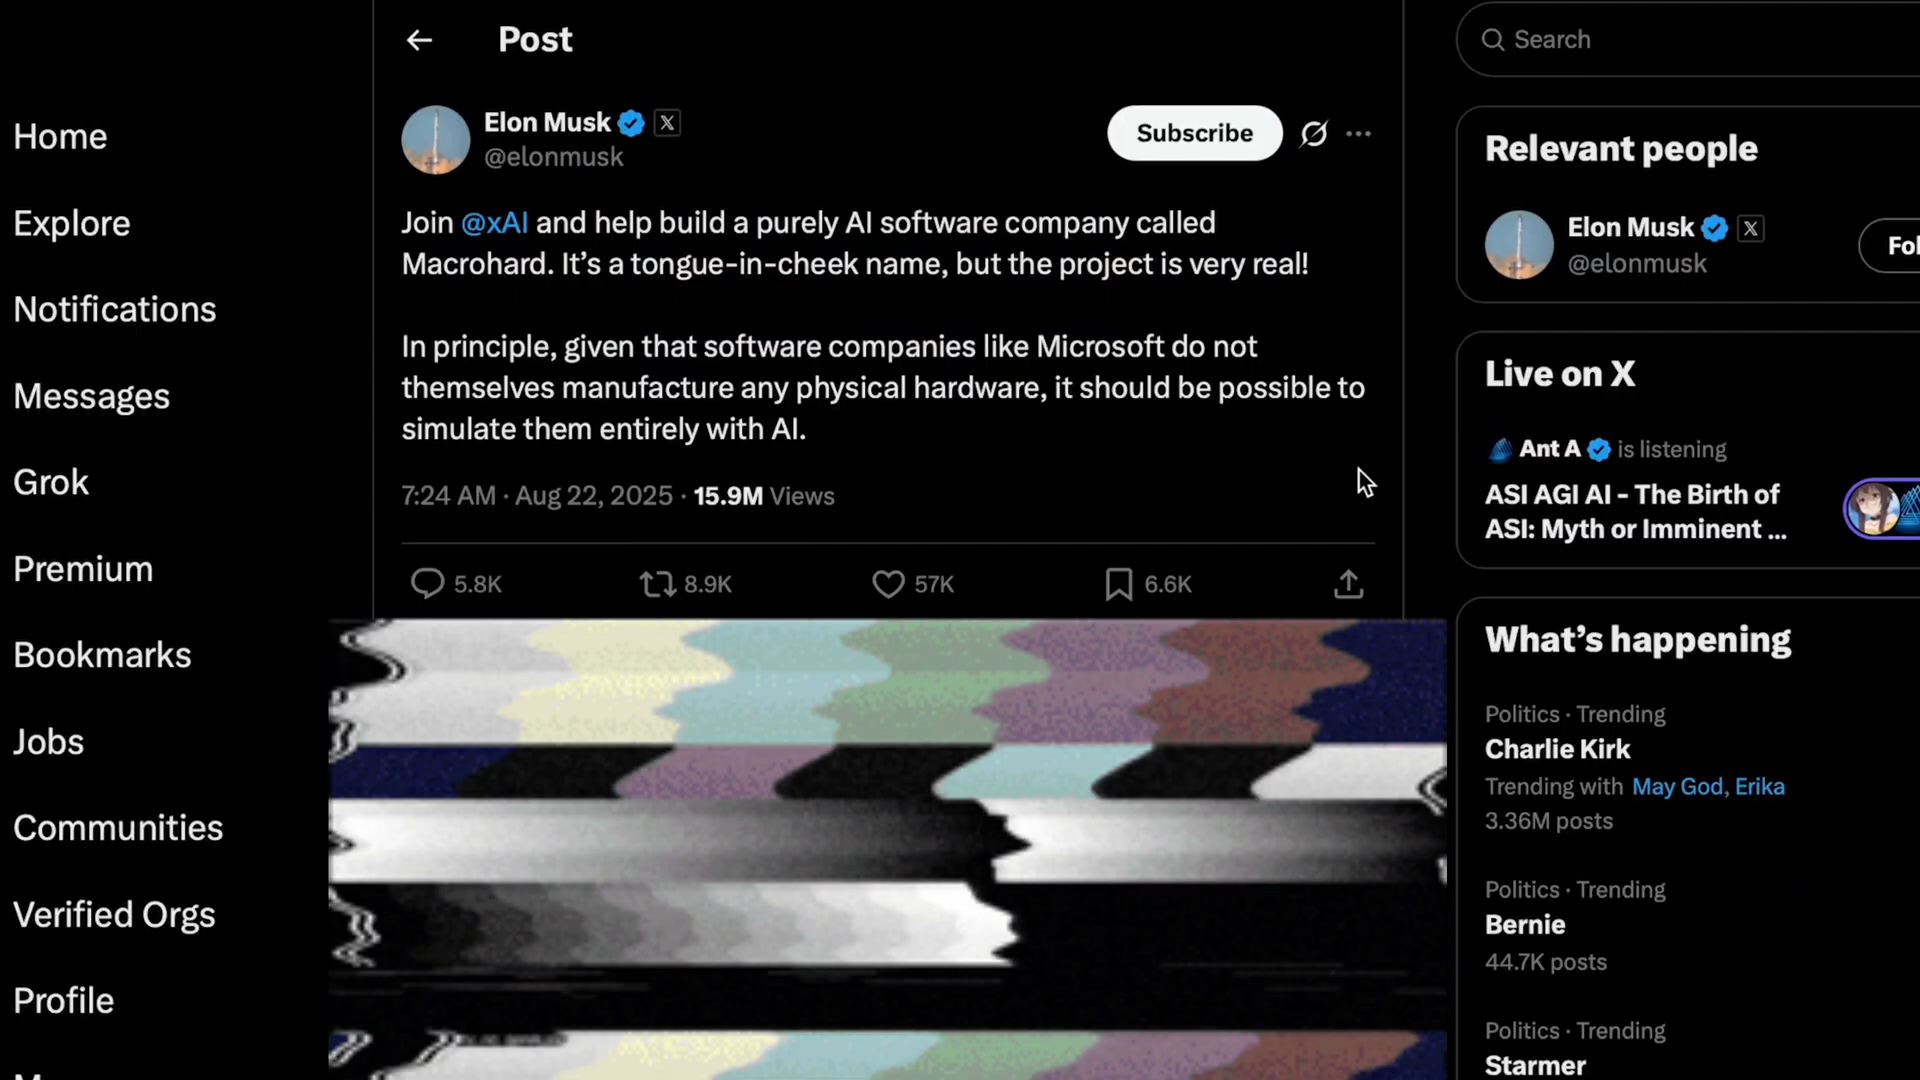 Home
Explore
Notifications
Messages
Grok
Premium
Bookmarks
Jobs
Communities
Verified Orgs
Profile
Post
Elon Musk
@elonmusk
Subscribe
Join @xAI and help build a purely AI software company called
Macrohard. It’s a tongue-in-cheek name, but the project is very real!
In principle, given that software companies like Microsoft do not
themselves manufacture any physical hardware, it should be possible to
simulate them entirely with AI.
7:24 AM · Aug 22, 2025 · 15.9M Views
5.8K 8.9K 57K 6.6K
Search
Relevant people
Elon Musk
@elonmusk
Fol
Live on X
Ant A is listening
ASI AGI AI - The Birth of
ASI: Myth or Imminent ...
What’s happening
Politics · Trending
Charlie Kirk
Trending with May God, Erika
3.36M posts
Politics · Trending
Bernie
44.7K posts
Politics · Trending
Starmer